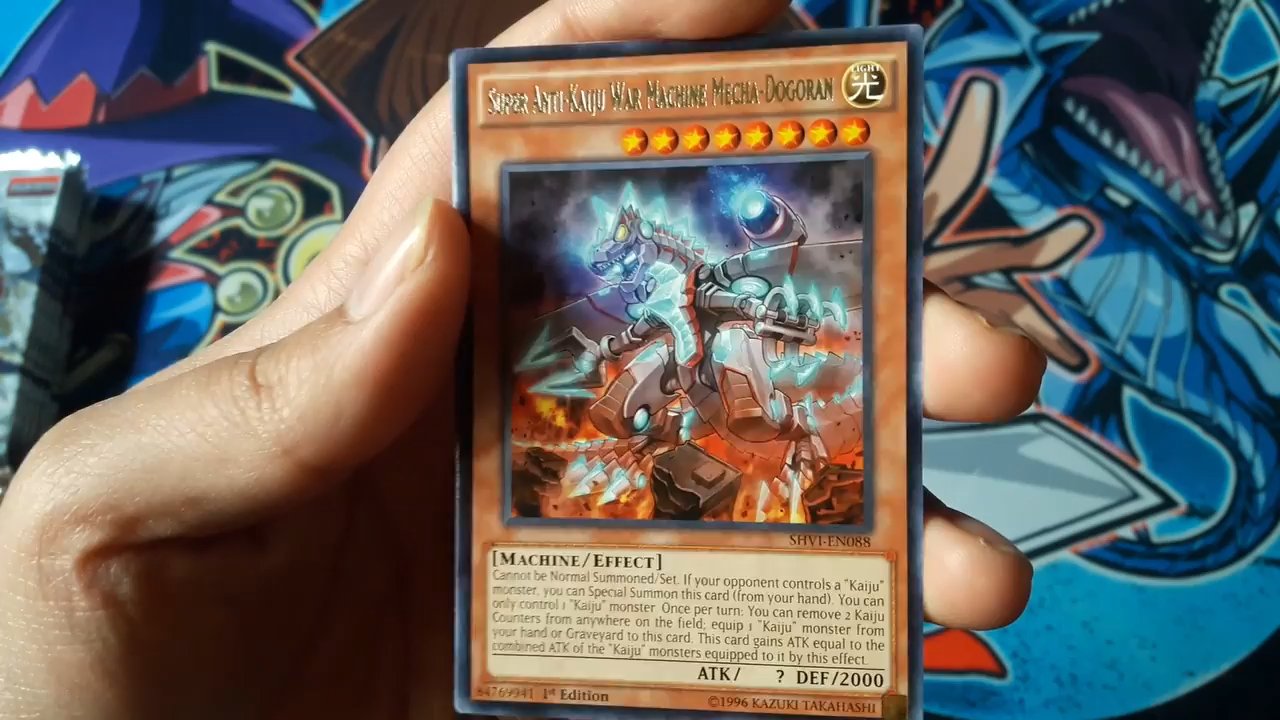 Super Anti-Kaiju War Machine Mecha-Dogoran
LIGHT
光
SHVI-EN088
[Machine/Effect]
Cannot be Normal Summoned/Set. If your opponent controls a "Kaiju"
monster, you can Special Summon this card (from your hand). You can
only control 1 "Kaiju" monster. Once per turn: You can remove 2 Kaiju
Counters from anywhere on the field; equip 1 "Kaiju" monster from
your hand or Graveyard to this card. This card gains ATK equal to the
combined ATK of the "Kaiju" monsters equipped to it by this effect.
ATK/ ? DEF/2000
84769941 1st Edition ©1996 KAZUKI TAKAHASHI